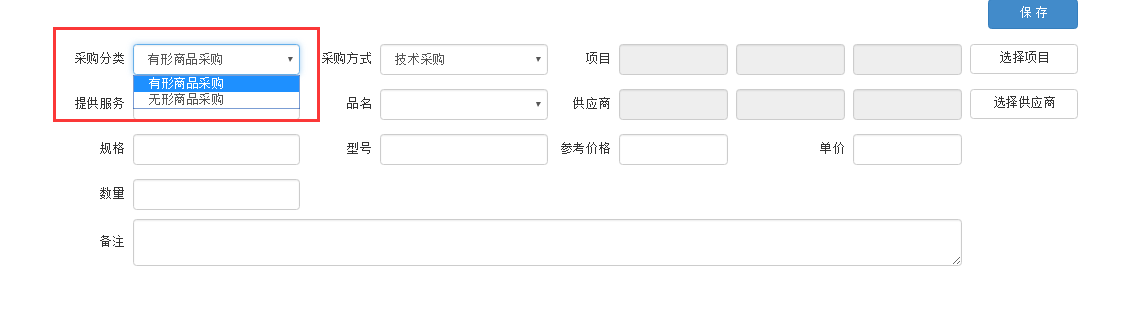 保 存
采购分类 有形商品采购 采购方式 技术采购 项目 选择项目
有形商品采购
无形商品采购
提供服务 品名 供应商 选择供应商
规格 型号 参考价格 单价
数量
备注